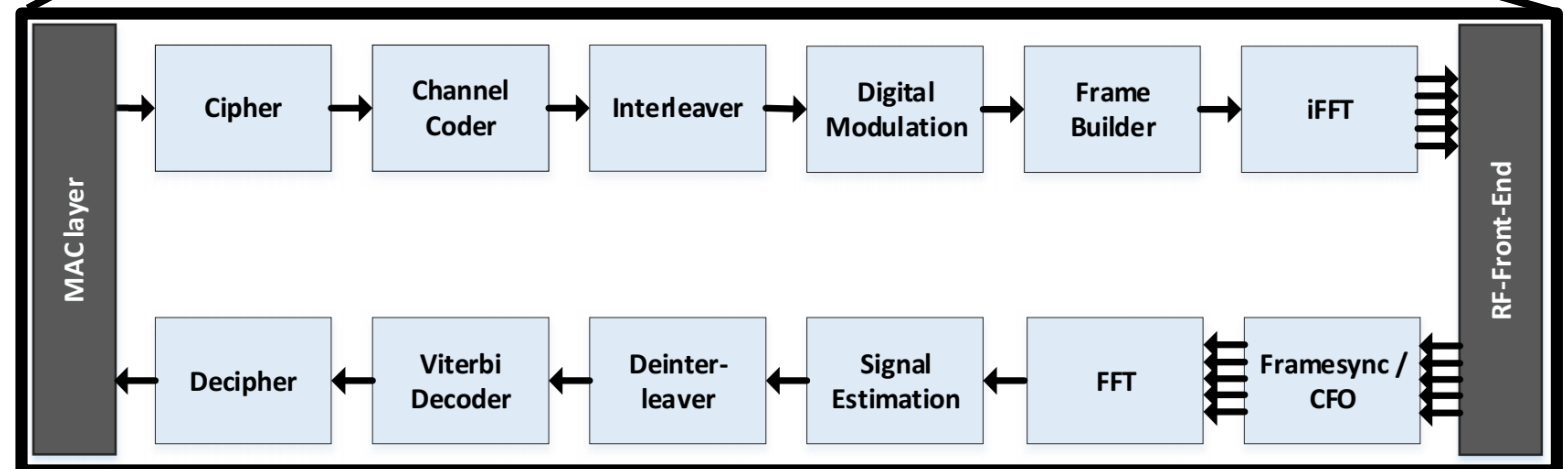 MAC layer
Cipher
Channel
Coder
Interleaver
Digital
Modulation
Frame
Builder
iFFT
RF-Front-End
Decipher
Viterbi
Decoder
Deinter-
leaver
Signal
Estimation
FFT
Framesync /
CFO